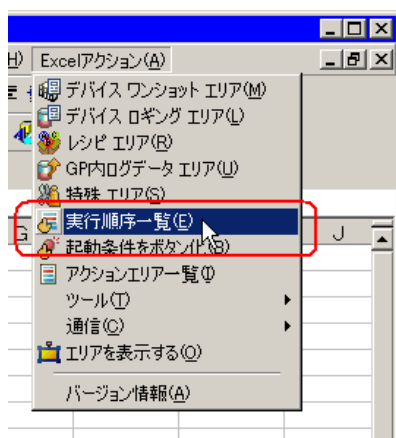 H) Excelアクション(A)
デバイス ワンショット エリア(M)
デバイス ロギング エリア(L)
レシピ エリア(R)
GP内ログデータ エリア(U)
特殊 エリア(S)
実行順序一覧(E)
G J
起動条件をボタン化(B)
アクションエリア一覧(I)
ツール(T)
通信(C)
エリアを表示する(O)
バージョン情報(A)